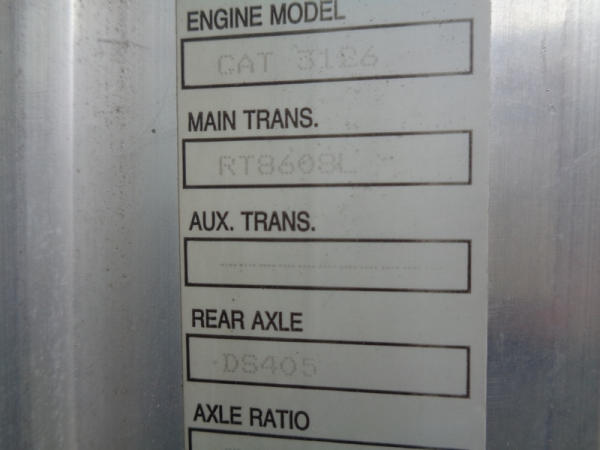 ENGINE MODEL
CAT 3126
MAIN TRANS.
RT8608L
AUX. TRANS.
REAR AXLE
DS405
AXLE RATIO